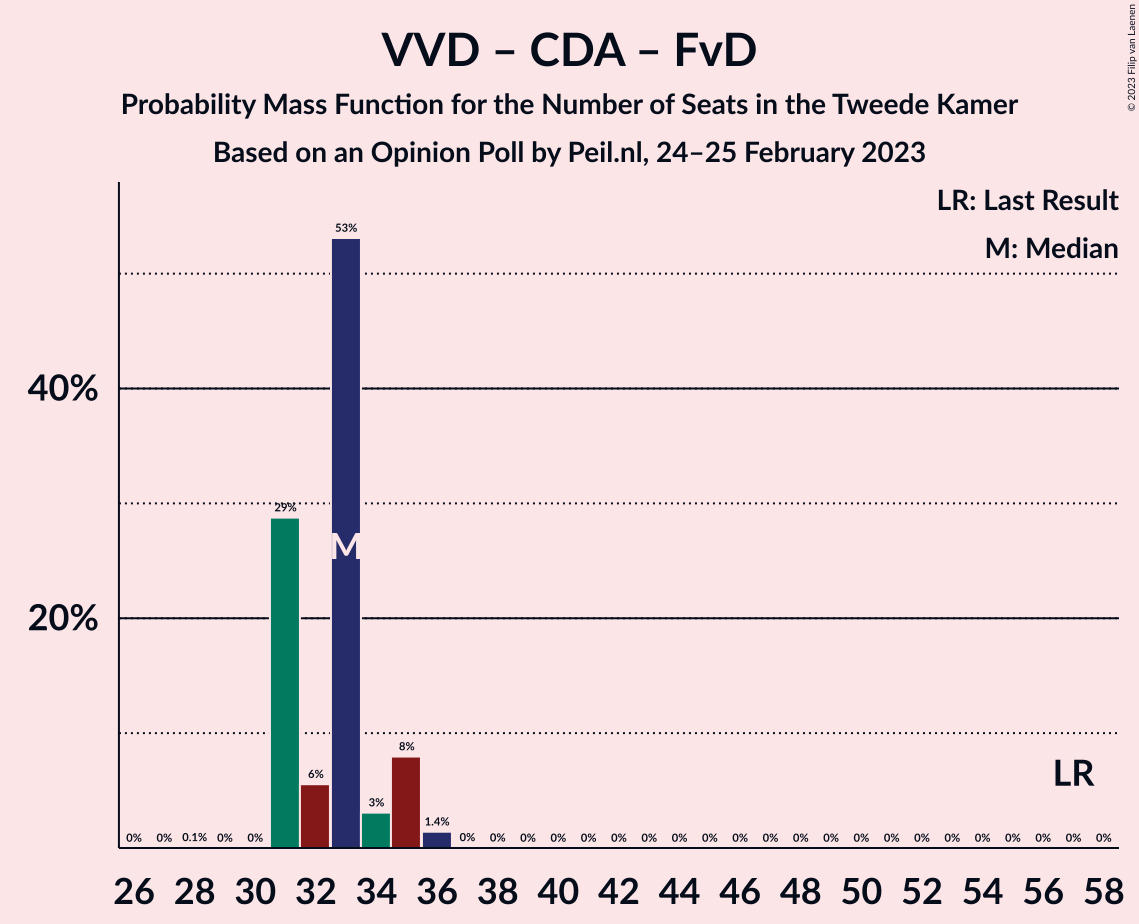 VVD – CDA – FvD
Probability Mass Function for the Number of Seats in the Tweede Kamer
Based on an Opinion Poll by Peil.nl, 24–25 February 2023
© 2023 Filip van Laenen
LR: Last Result
M: Median
53%
40%
29%
M
20%
8%
LR
6%
3%
1.4%
0% 0% 0.1% 0% 0% 0% 0% 0% 0% 0% 0% 0% 0% 0% 0% 0% 0% 0% 0% 0% 0% 0% 0% 0% 0% 0% 0%
26 28 30 32 34 36 38 40 42 44 46 48 50 52 54 56 58